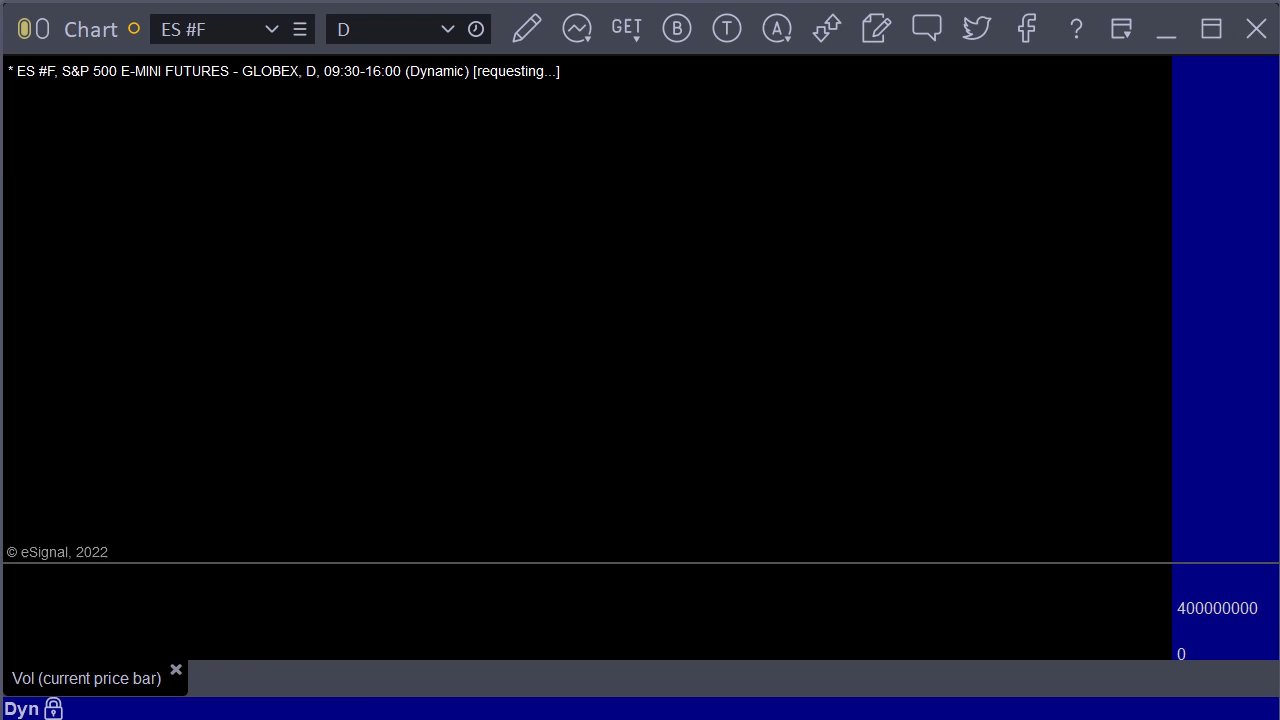 Chart ES #F D GET B T A ?
* ES #F, S&P 500 E-MINI FUTURES - GLOBEX, D, 09:30-16:00 (Dynamic) [requesting...]
© eSignal, 2022
400000000
0
Vol (current price bar)
Dyn